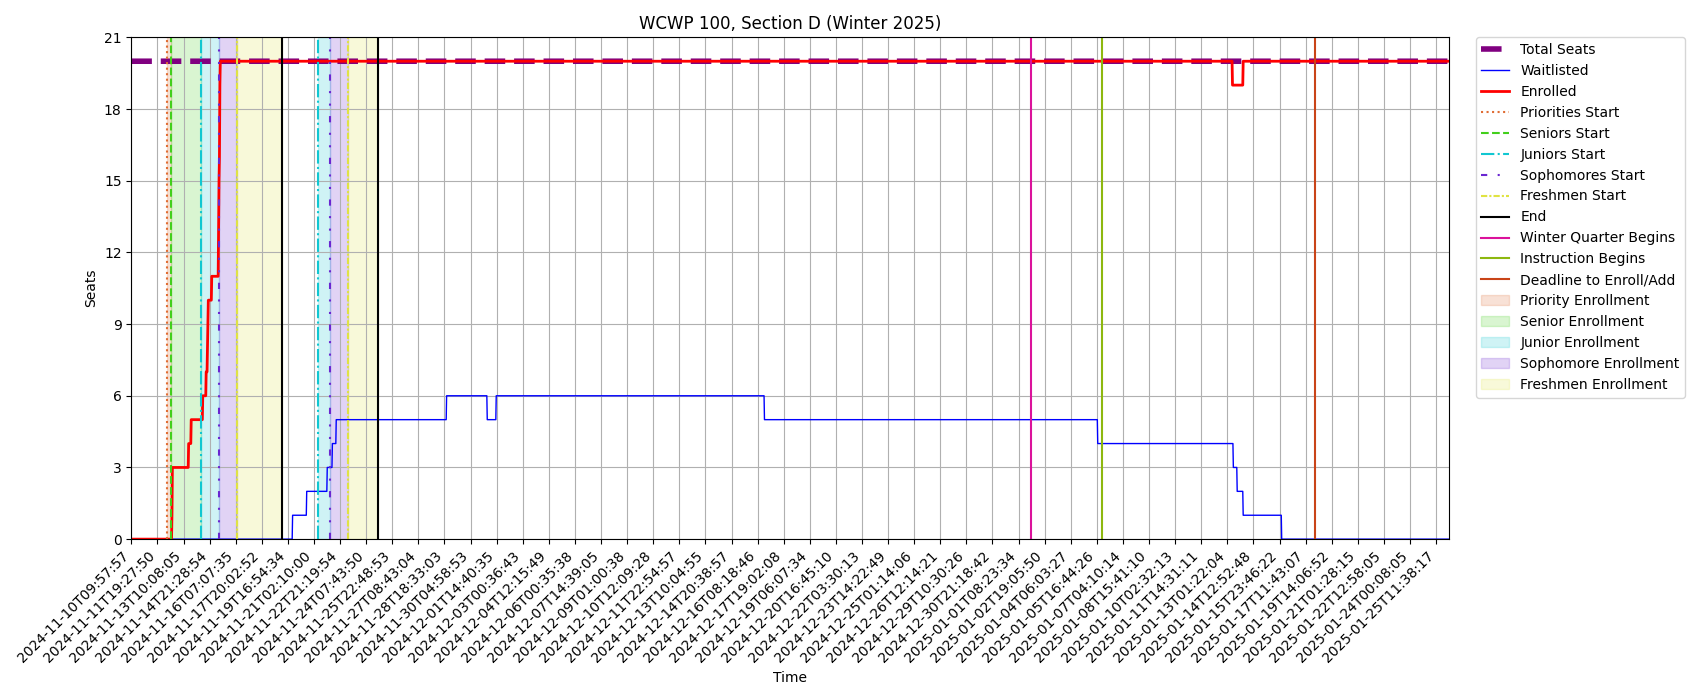 WCWP 100, Section D (Winter 2025)
Seats
21
18
15
12
9
6
3
0
2024-11-10T09:57:57
2024-11-11T19:27:50
2024-11-13T10:08:05
2024-11-14T21:28:54
2024-11-16T07:07:35
2024-11-17T20:02:52
2024-11-19T16:54:34
2024-11-21T02:10:00
2024-11-22T21:19:54
2024-11-24T07:43:50
2024-11-25T22:48:53
2024-11-27T08:43:04
2024-11-28T18:33:03
2024-11-30T04:58:53
2024-12-01T14:40:35
2024-12-03T00:36:43
2024-12-04T12:15:49
2024-12-06T00:35:38
2024-12-07T14:39:05
2024-12-09T01:00:38
2024-12-10T12:09:28
2024-12-11T22:54:57
2024-12-13T10:04:55
2024-12-14T20:38:57
2024-12-16T08:18:46
2024-12-17T19:02:08
2024-12-19T06:07:34
2024-12-20T16:45:10
2024-12-22T03:30:13
2024-12-23T14:22:49
2024-12-25T01:14:06
2024-12-26T12:14:21
2024-12-29T10:30:26
2024-12-30T21:18:42
2025-01-01T08:23:34
2025-01-02T19:05:50
2025-01-04T06:03:27
2025-01-05T16:44:26
2025-01-07T04:10:14
2025-01-08T15:41:10
2025-01-10T02:32:13
2025-01-11T14:31:11
2025-01-13T01:22:04
2025-01-14T12:52:48
2025-01-15T23:46:22
2025-01-17T11:43:07
2025-01-19T14:06:52
2025-01-21T01:28:15
2025-01-22T12:58:05
2025-01-24T00:08:05
2025-01-25T11:38:17
Time
Total Seats
Waitlisted
Enrolled
Priorities Start
Seniors Start
Juniors Start
Sophomores Start
Freshmen Start
End
Winter Quarter Begins
Instruction Begins
Deadline to Enroll/Add
Priority Enrollment
Senior Enrollment
Junior Enrollment
Sophomore Enrollment
Freshmen Enrollment